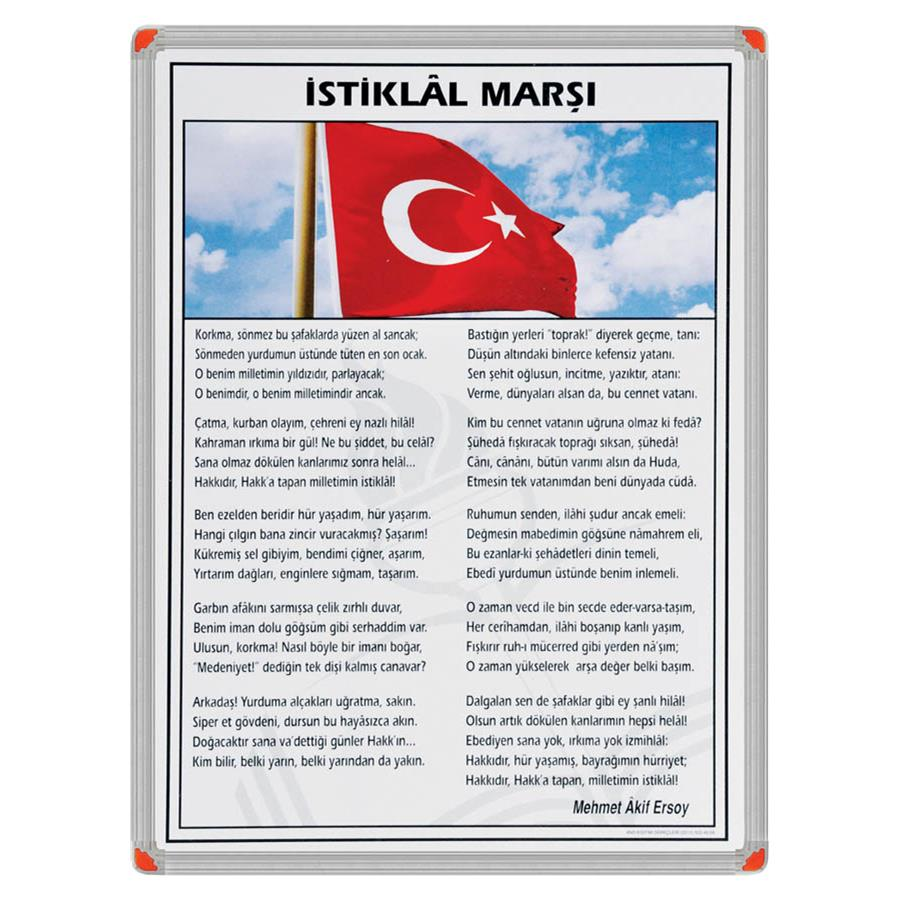 İSTİKLÂL MARŞI
Korkma, sönmez bu şafaklarda yüzen al sancak;
Sönmeden yurdumun üstünde tüten en son ocak.
O benim milletimin yıldızıdır, parlayacak;
O benimdir, o benim milletimindir ancak.
Çatma, kurban olayım, çehreni ey nazlı hilâl!
Kahraman ırkıma bir gül! Ne bu şiddet, bu celâl?
Sana olmaz dökülen kanlarımız sonra helâl...
Hakkıdır, Hakk'a tapan milletimin istiklâl!
Ben ezelden beridir hür yaşadım, hür yaşarım.
Hangi çılgın bana zincir vuracakmış? Şaşarım!
Kükremiş sel gibiyim, bendimi çiğner, aşarım,
Yırtarım dağları, enginlere sığmam, taşarım.
Garbın afâkını sarmışsa çelik zırhlı duvar,
Benim iman dolu göğsüm gibi serhaddim var.
Ulusun, korkma! Nasıl böyle bir imanı boğar,
"Medeniyet!" dediğin tek dişi kalmış canavar?
Arkadaş! Yurduma alçakları uğratma, sakın.
Siper et gövdeni, dursun bu hayâsızca akın.
Doğacaktır sana va'dettiği günler Hakk'ın...
Kim bilir, belki yarın, belki yarından da yakın.
Bastığın yerleri "toprak!" diyerek geçme, tanı:
Düşün altındaki binlerce kefensiz yatanı.
Sen şehit oğlusun, incitme, yazıktır, atanı:
Verme, dünyaları alsan da, bu cennet vatanı.
Kim bu cennet vatanın uğruna olmaz ki fedâ?
Şühedâ fışkıracak toprağı sıksan, şühedâ!
Cânı, cânânı, bütün varımı alsın da Huda,
Etmesin tek vatanımdan beni dünyada cüdâ.
Ruhumun senden, ilâhi şudur ancak emeli:
Değmesin mabedimin göğsüne nâmahrem eli,
Bu ezanlar-ki şehâdetleri dinin temeli,
Ebedî yurdumun üstünde benim inlemeli.
O zaman vecd ile bin secde eder-varsa-taşım,
Her cerîhamdan, ilâhi boşanıp kanlı yaşım,
Fışkırır ruh-ı mücerred gibi yerden nâ'şım;
O zaman yükselerek arşa değer belki başım.
Dalgalan sen de şafaklar gibi ey şanlı hilâl!
Olsun artık dökülen kanlarımın hepsi helâl!
Ebediyen sana yok, ırkıma yok izmihlâl:
Hakkıdır, hür yaşamış, bayrağımın hürriyet;
Hakkıdır, Hakk'a tapan, milletimin istiklâl!
Mehmet Âkif Ersoy